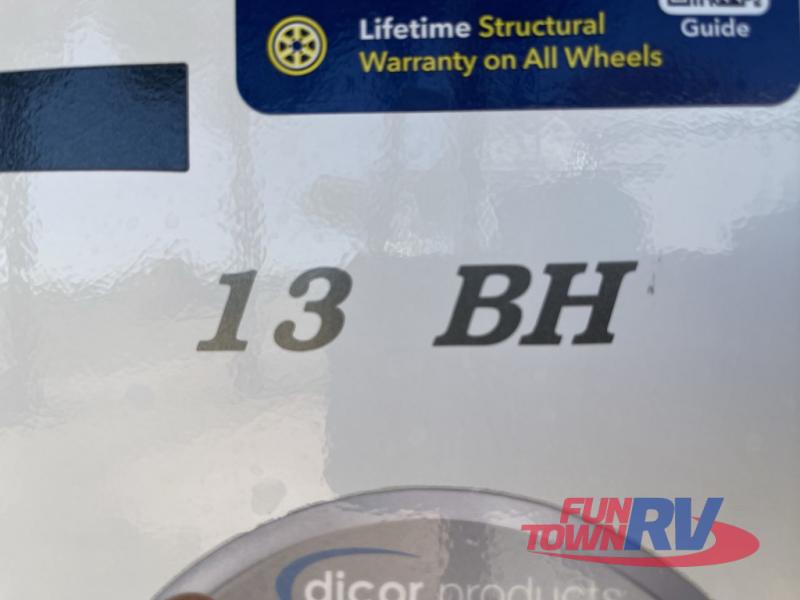 Lifetime Structural
Warranty on All Wheels
Guide
13 BH
FUN
TOWN RV
dicor products